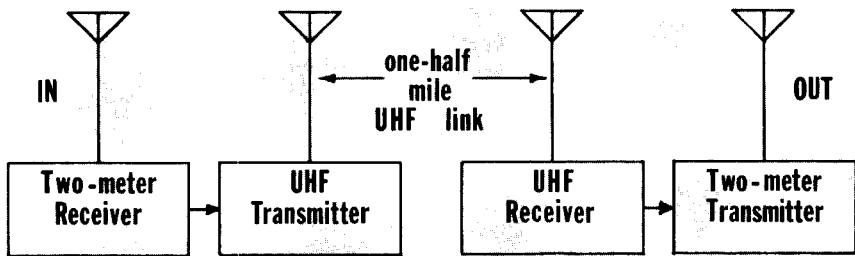 IN
one-half
mile
UHF link
OUT
Two-meter
Receiver
UHF
Transmitter
UHF
Receiver
Two-meter
Transmitter